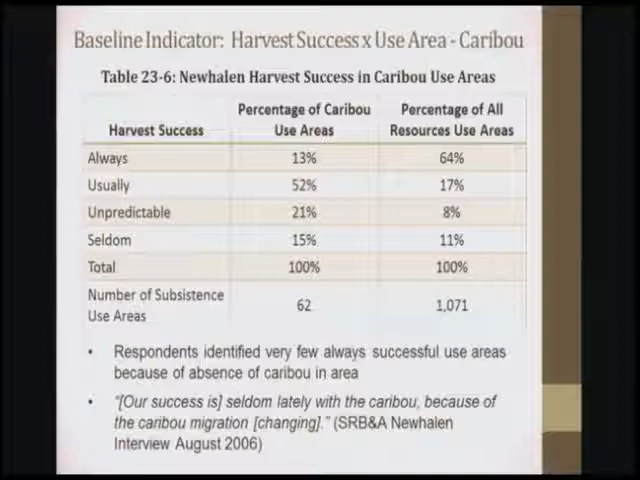 Baseline Indicator: Harvest Success x Use Area - Caribou
Table 23-6: Newhalen Harvest Success in Caribou Use Areas
Harvest Success Percentage of Caribou Use Areas Percentage of All Resources Use Areas
Always 13% 64%
Usually 52% 17%
Unpredictable 21% 8%
Seldom 15% 11%
Total 100% 100%
Number of Subsistence Use Areas 62 1,071
• Respondents identified very few always successful use areas
because of absence of caribou in area
• "[Our success is] seldom lately with the caribou, because of
the caribou migration [changing]." (SRB&A Newhalen
Interview August 2006)